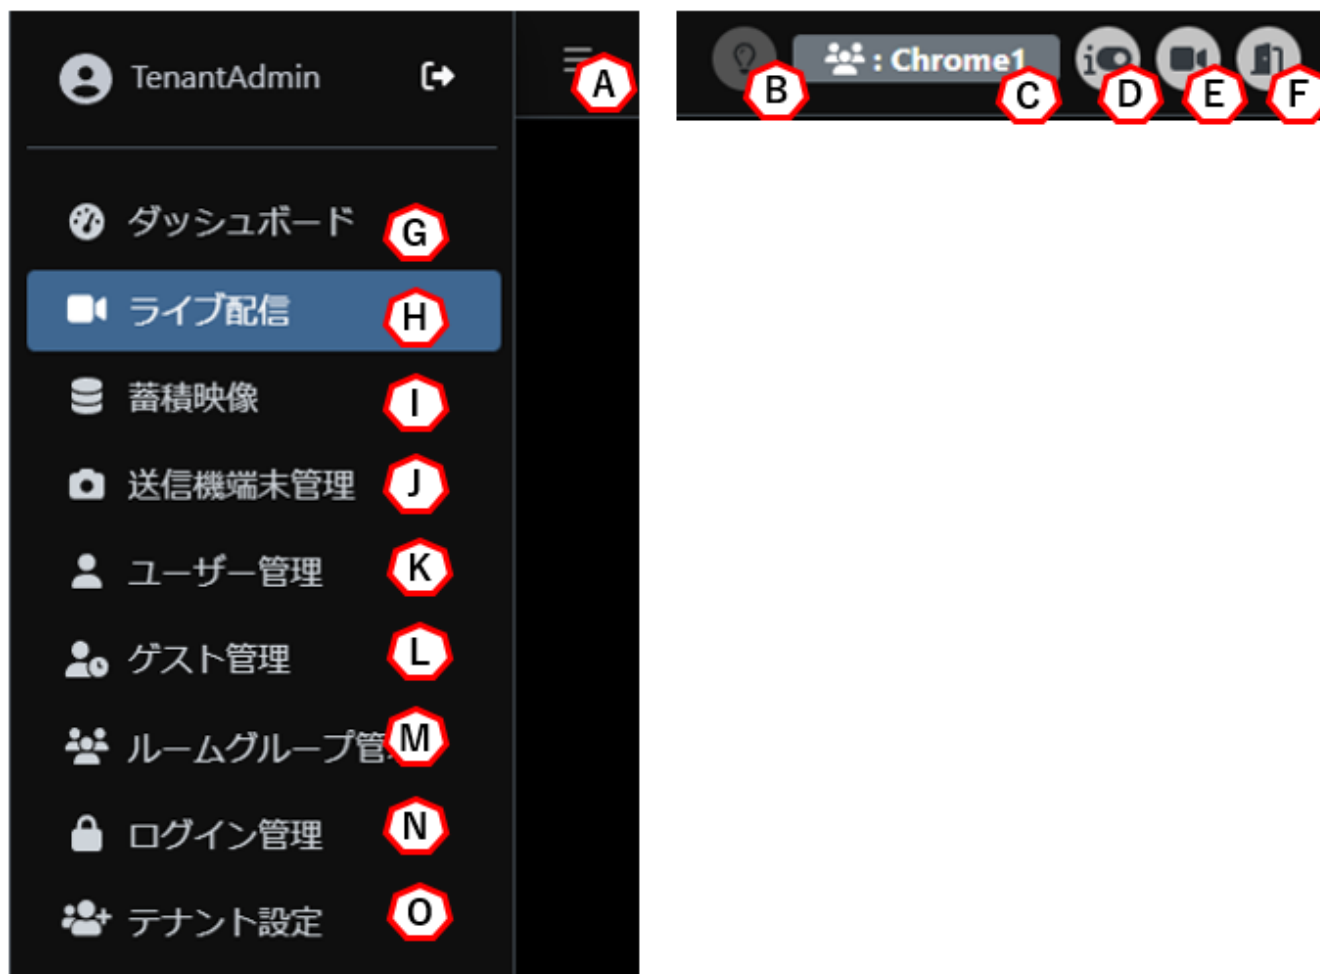 TenantAdmin
A
B
: Chrome1
C
i
D
E
F
ダッシュボード
G
ライブ配信
H
蓄積映像
I
送信機端末管理
J
ユーザー管理
K
ゲスト管理
L
ルームグループ管
M
ログイン管理
N
テナント設定
O